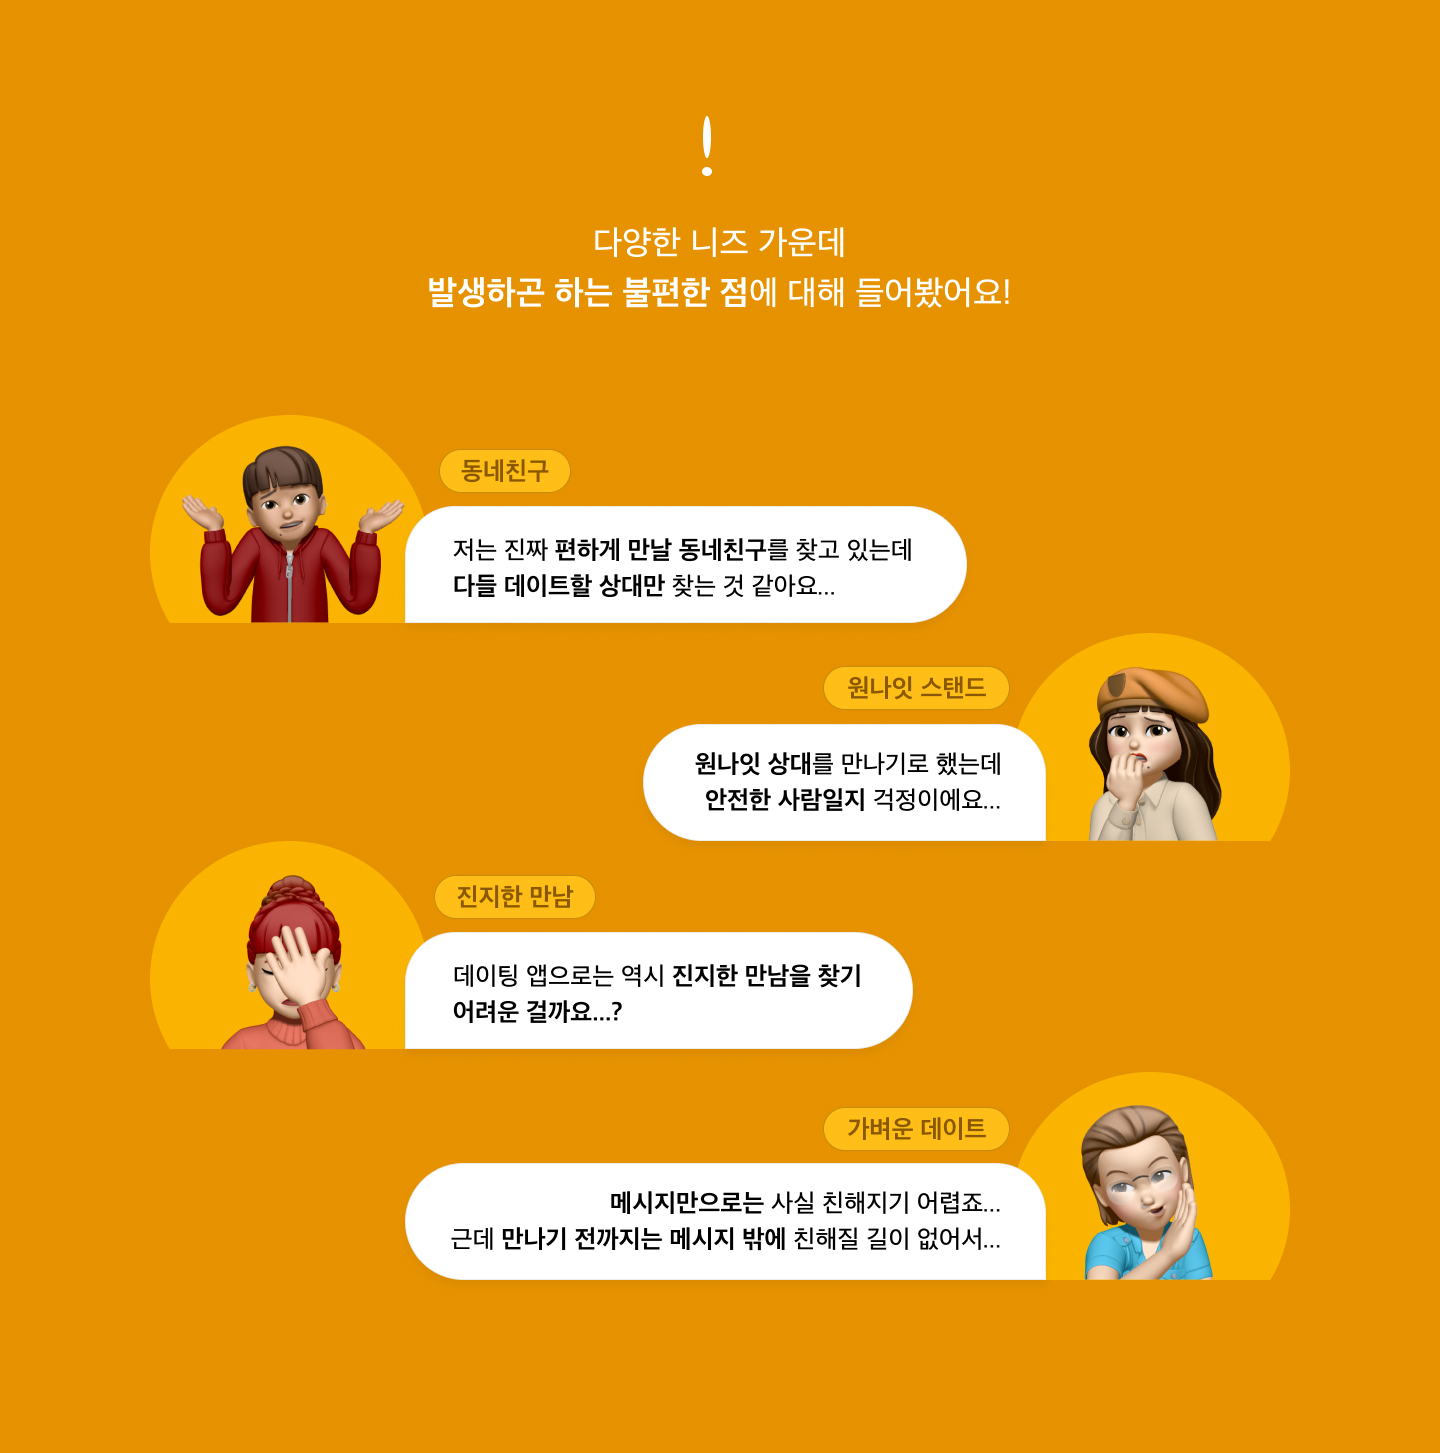 !
다양한 니즈 가운데
발생하곤 하는 불편한 점에 대해 들어봤어요!
동네친구
저는 진짜 편하게 만날 동네친구를 찾고 있는데
다들 데이트할 상대만 찾는 것 같아요...
원나잇 스탠드
원나잇 상대를 만나기로 했는데
안전한 사람일지 걱정이에요...
진지한 만남
데이팅 앱으로는 역시 진지한 만남을 찾기
어려운 걸까요...?
가벼운 데이트
메시지만으로는 사실 친해지기 어렵죠...
근데 만나기 전까지는 메시지 밖에 친해질 길이 없어서...